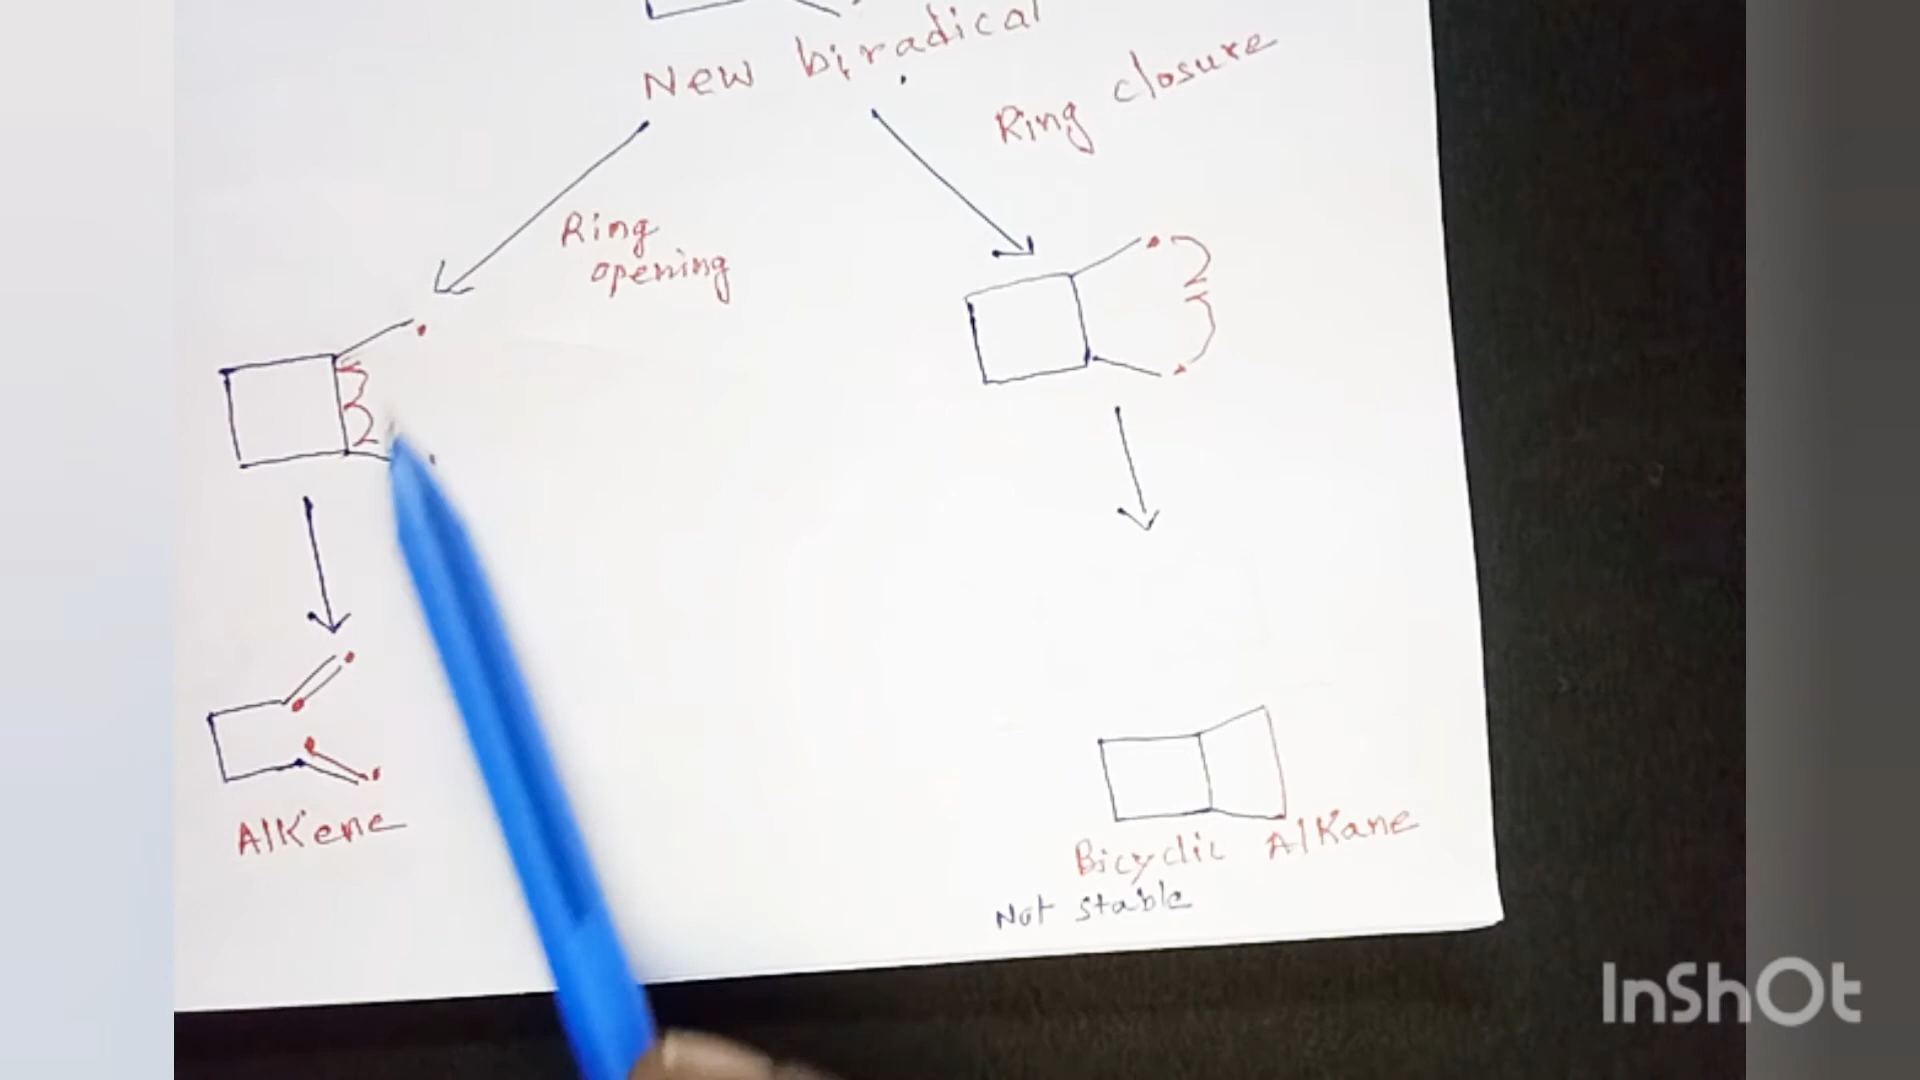 New biradical
Ring closure
Ring
opening
Alkene
Bicyclic Alkane
Not stable
InShOt